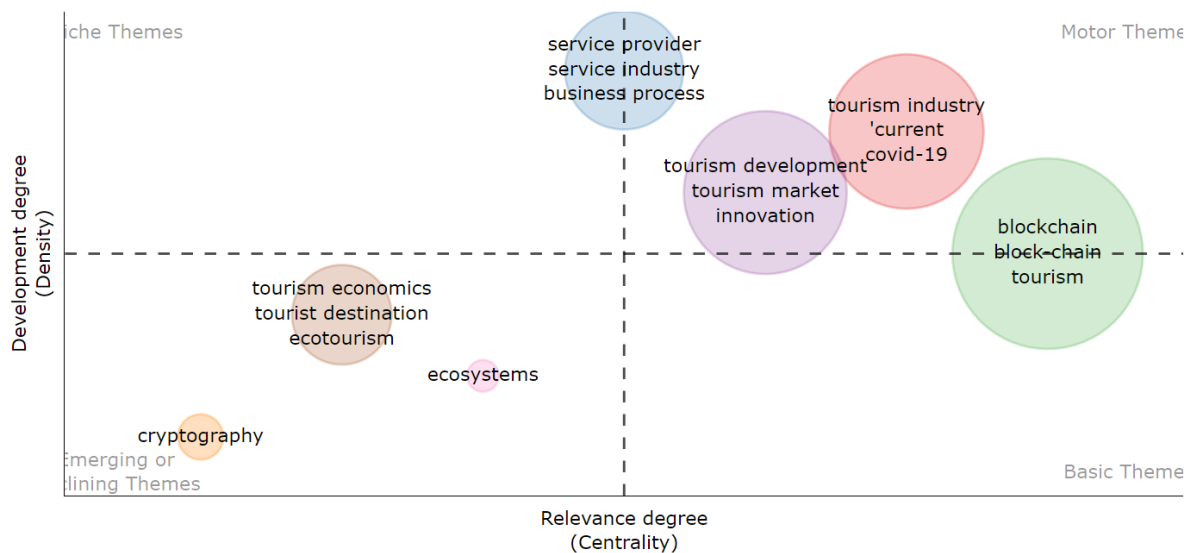 iche Themes
Motor Theme
service provider
service industry
business process
tourism industry
'current
covid-19
tourism development
tourism market
innovation
blockchain
block-chain
tourism
Development degree
(Density)
tourism economics
tourist destination
ecotourism
ecosystems
cryptography
Emerging or
lining Themes
Basic Theme
Relevance degree
(Centrality)